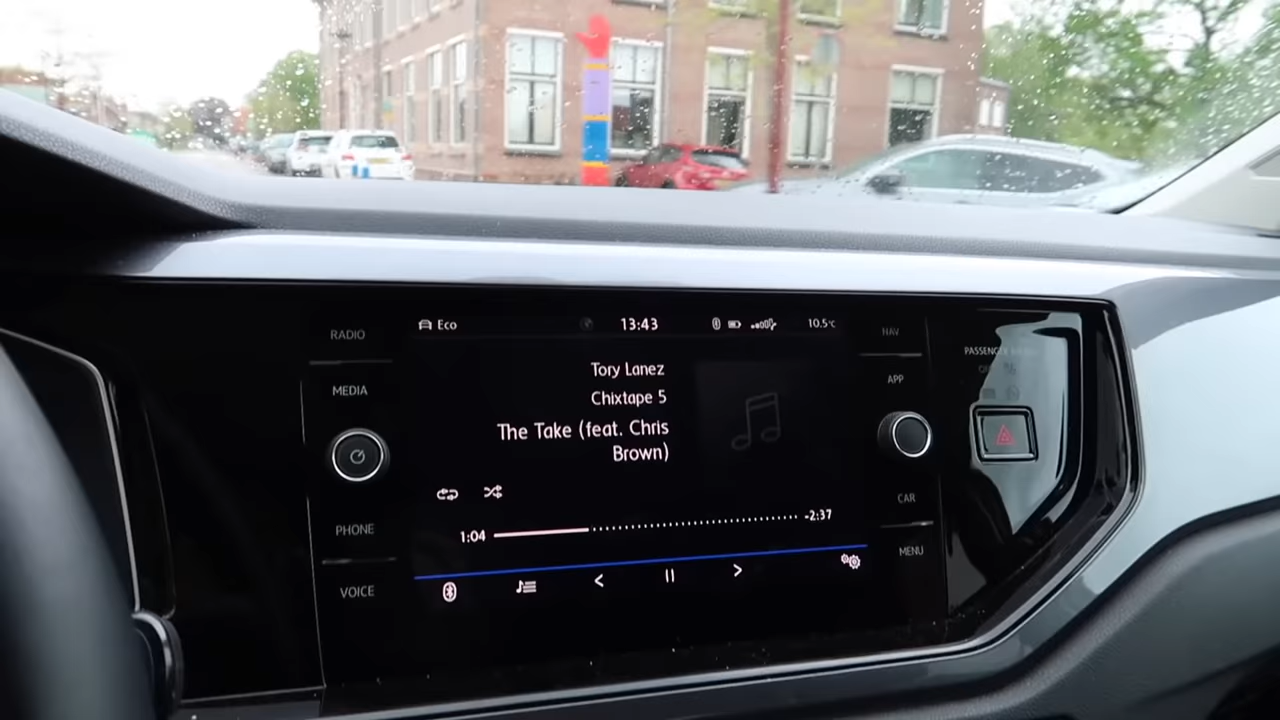 RADIO
MEDIA
PHONE
VOICE
Eco
13:43
10.5°C
Tory Lanez
Chixtape 5
The Take (feat. Chris
Brown)
1:04
-2:37
NAV
APP
CAR
MENU
PASSENGER